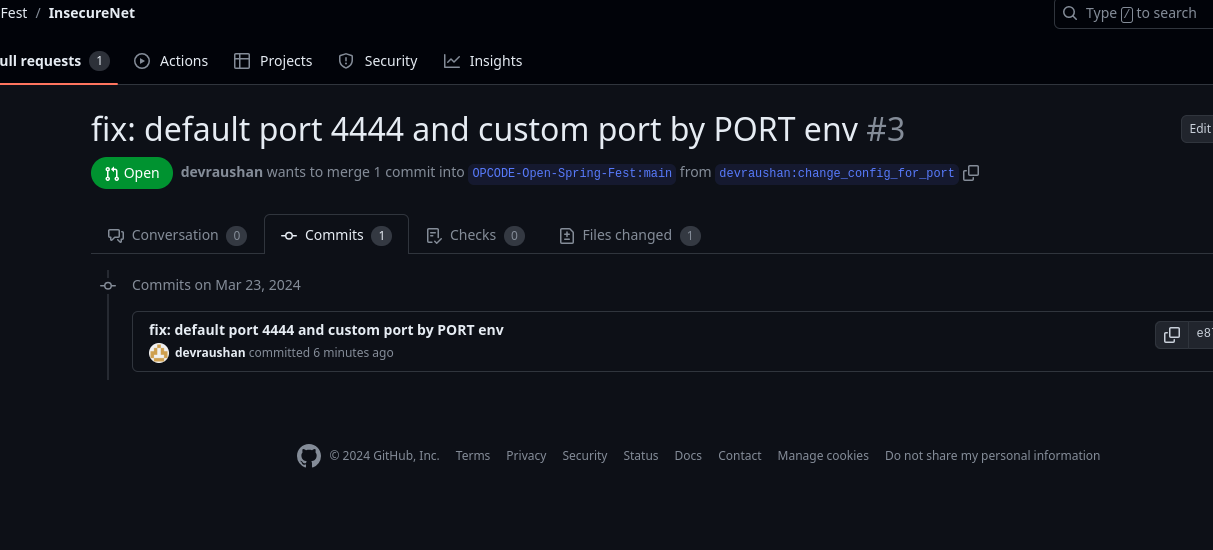 Fest / InsecureNet
Type / to search
ull requests 1 Actions Projects Security Insights
fix: default port 4444 and custom port by PORT env #3
Edit
Open devraushan wants to merge 1 commit into OPCODE-Open-Spring-Fest:main from devraushan:change_config_for_port
Conversation 0 Commits 1 Checks 0 Files changed 1
Commits on Mar 23, 2024
fix: default port 4444 and custom port by PORT env
devraushan committed 6 minutes ago
e87
© 2024 GitHub, Inc. Terms Privacy Security Status Docs Contact Manage cookies Do not share my personal information